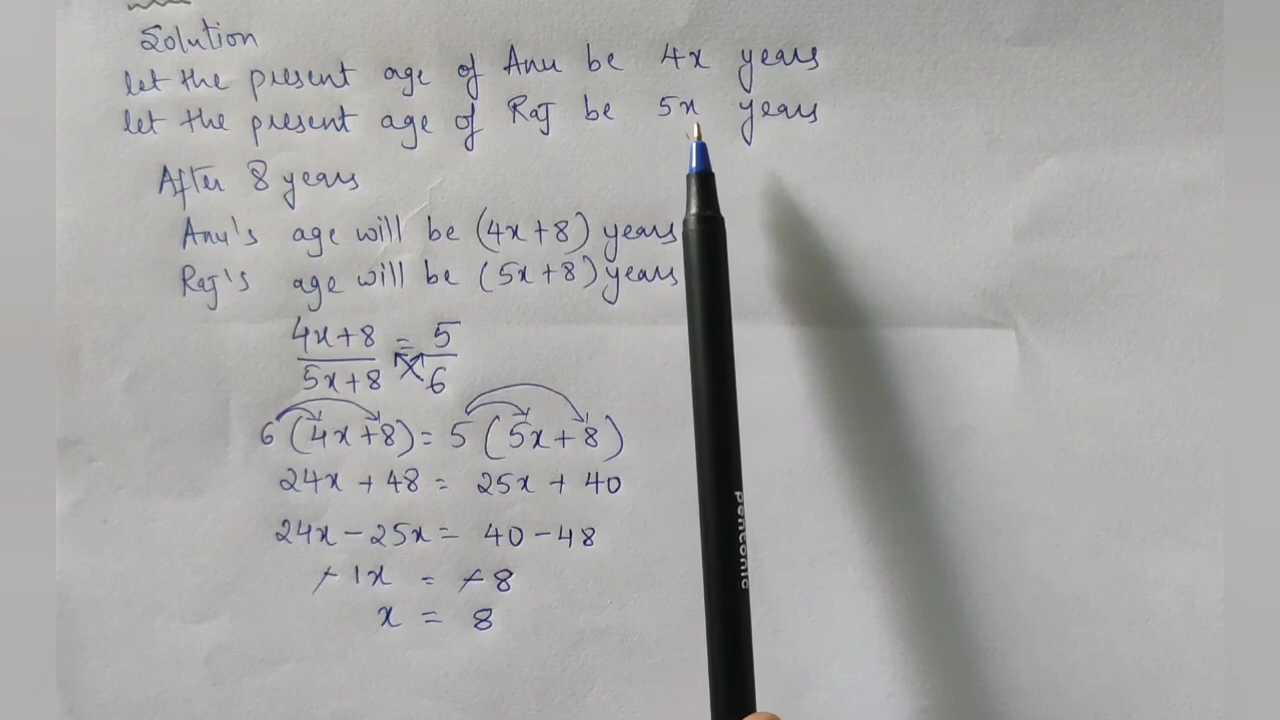 Solution
let the present age of Anu be 4x years
let the present age of Raj be 5x years
After 8 years
Anu's age will be (4x+8) years
Raj's age will be (5x+8) years
4x+8 = 5
5x+8 6
6(4x+8) = 5(5x+8)
24x + 48 = 25x + 40
24x - 25x = 40 - 48
-1x = -8
x = 8
pentonic